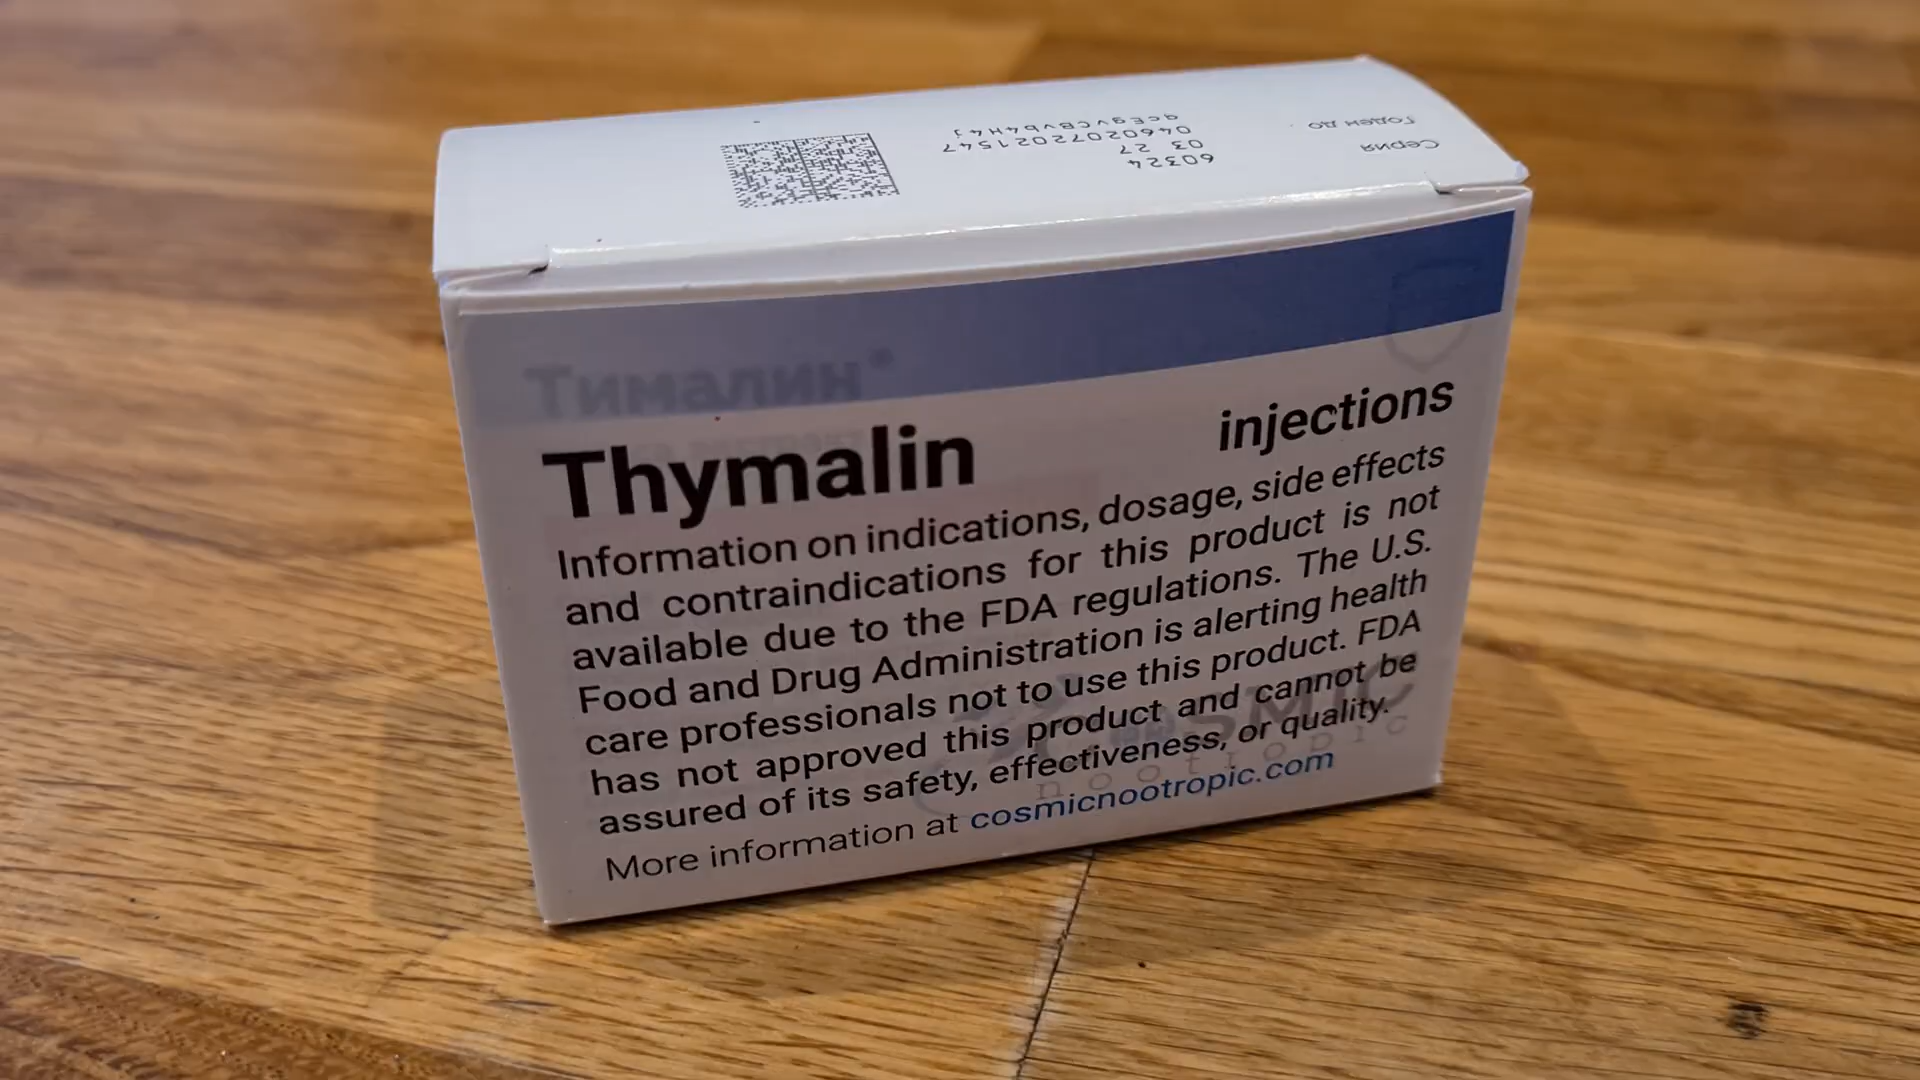 Серия
Годен до
60324
03 27
04602072021547
Тималин®
Thymalin injections
Information on indications, dosage, side effects
and contraindications for this product is not
available due to the FDA regulations. The U.S.
Food and Drug Administration is alerting health
care professionals not to use this product. FDA
has not approved this product and cannot be
assured of its safety, effectiveness, or quality.
More information at cosmicnootropic.com
COSMIC
nootropic